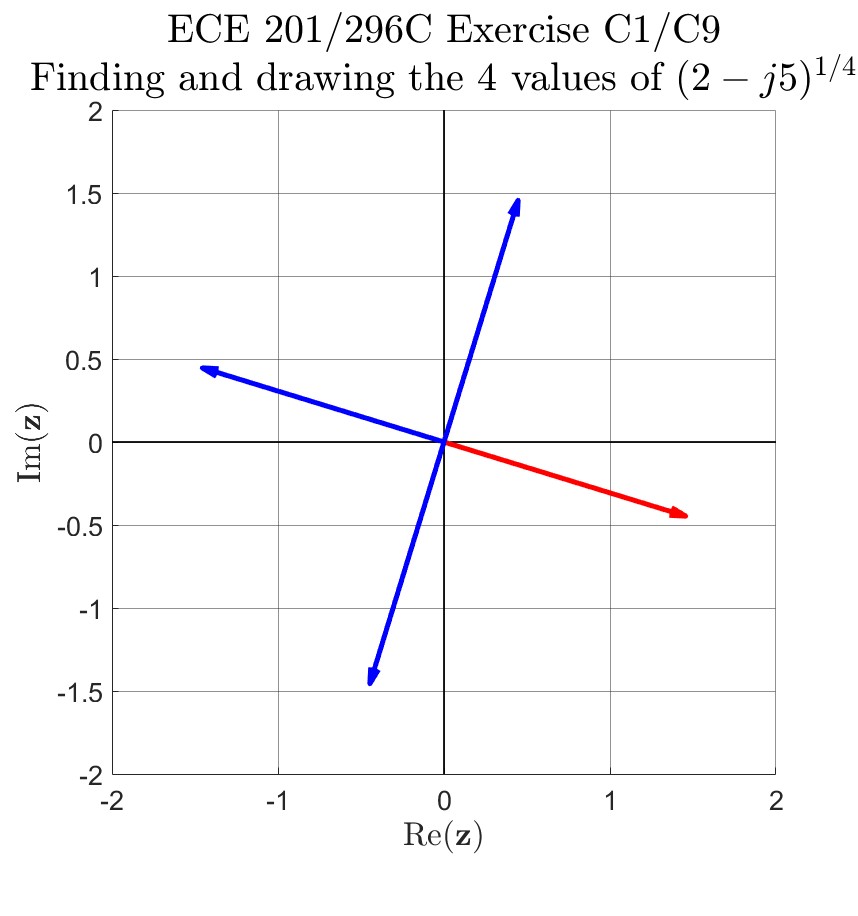 ECE 201/296C Exercise C1/C9
Finding and drawing the 4 values of (2 − j5)^{1/4}
2
1.5
1
0.5
0
-0.5
-1
-1.5
-2
Im(z)
-2 -1 0 1 2
Re(z)